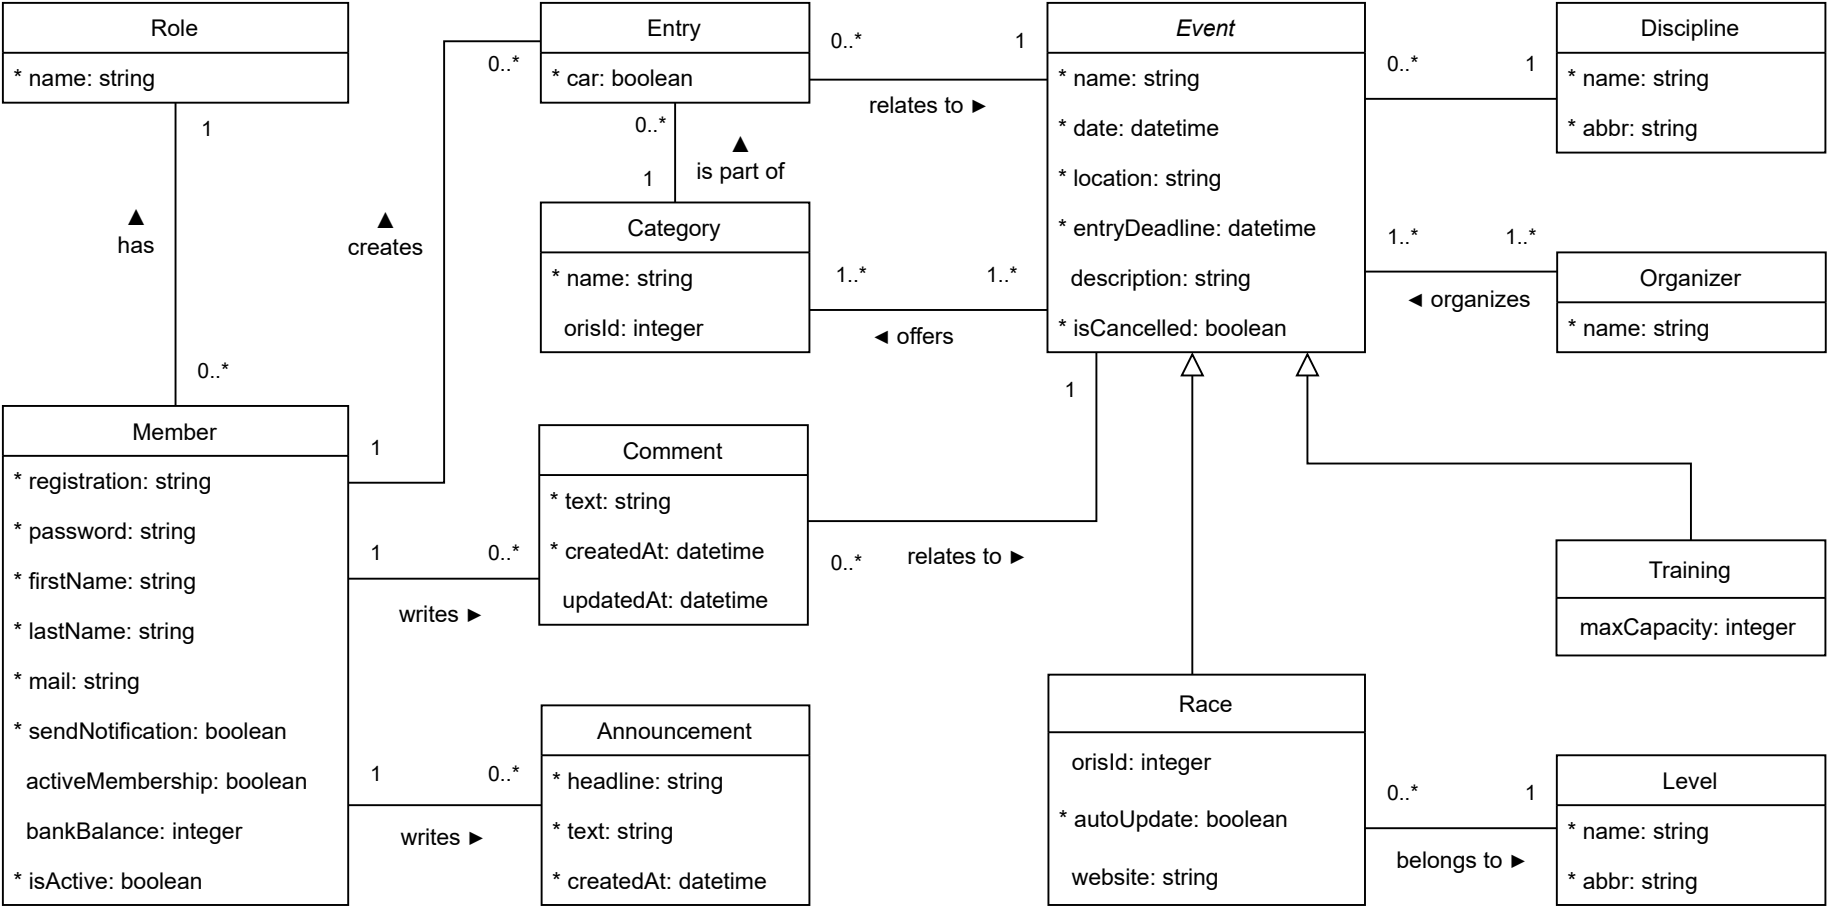 Role
* name: string
1
▲
has
0..*
Member
* registration: string
* password: string
* firstName: string
* lastName: string
* mail: string
* sendNotification: boolean
activeMembership: boolean
bankBalance: integer
* isActive: boolean
▲
creates
0..*
1
1
0..*
writes ►
1
0..*
writes ►
Entry
* car: boolean
0..*
▲
is part of
1
Category
* name: string
orisId: integer
Comment
* text: string
* createdAt: datetime
updatedAt: datetime
Announcement
* headline: string
* text: string
* createdAt: datetime
0..*
1
relates to ►
1..*
1..*
◄ offers
1
0..*
relates to ►
Event
* name: string
* date: datetime
* location: string
* entryDeadline: datetime
description: string
* isCancelled: boolean
0..*
1
Discipline
* name: string
* abbr: string
1..*
1..*
◄ organizes
Organizer
* name: string
Training
maxCapacity: integer
Race
orisId: integer
* autoUpdate: boolean
website: string
0..*
1
belongs to ►
Level
* name: string
* abbr: string